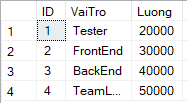 ID VaiTro Luong
1 1 Tester 20000
2 2 FrontEnd 30000
3 3 BackEnd 40000
4 4 TeamL... 50000